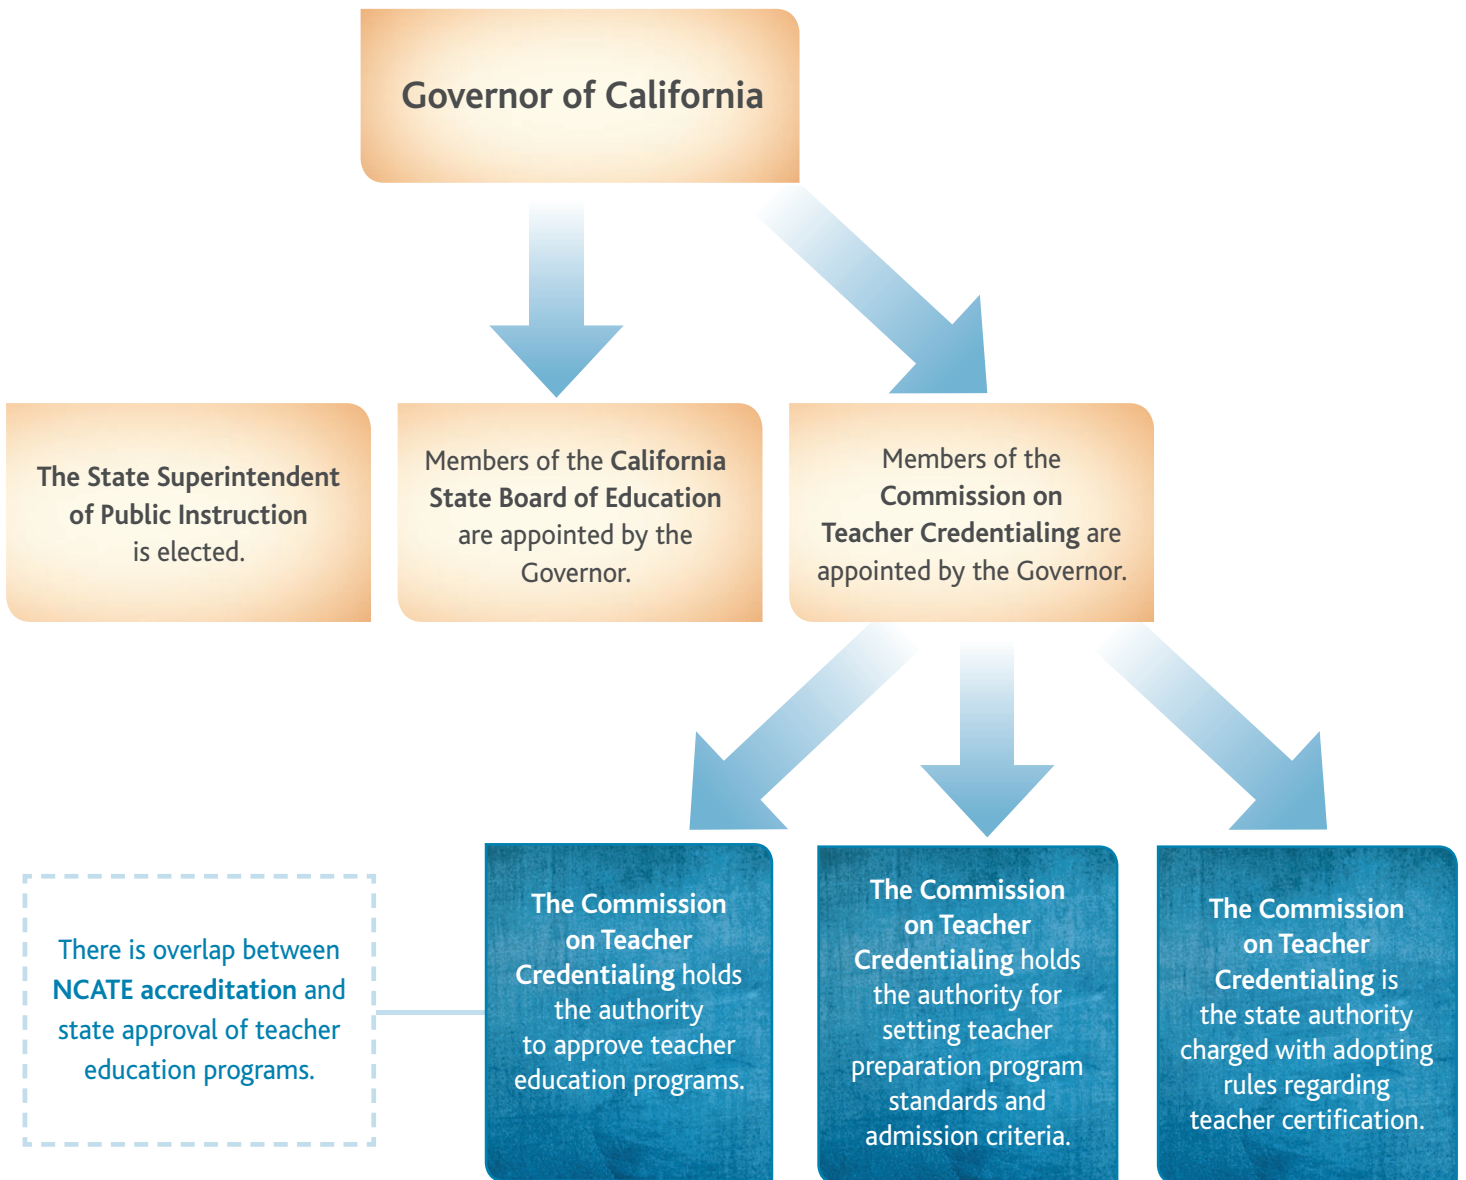 Governor of California
The State Superintendent
of Public Instruction
is elected.
Members of the California
State Board of Education
are appointed by the
Governor.
Members of the
Commission on
Teacher Credentialing are
appointed by the Governor.
There is overlap between
NCATE accreditation and
state approval of teacher
education programs.
The Commission
on Teacher
Credentialing holds
the authority
to approve teacher
education programs.
The Commission
on Teacher
Credentialing holds
the authority for
setting teacher
preparation program
standards and
admission criteria.
The Commission
on Teacher
Credentialing is
the state authority
charged with adopting
rules regarding
teacher certification.